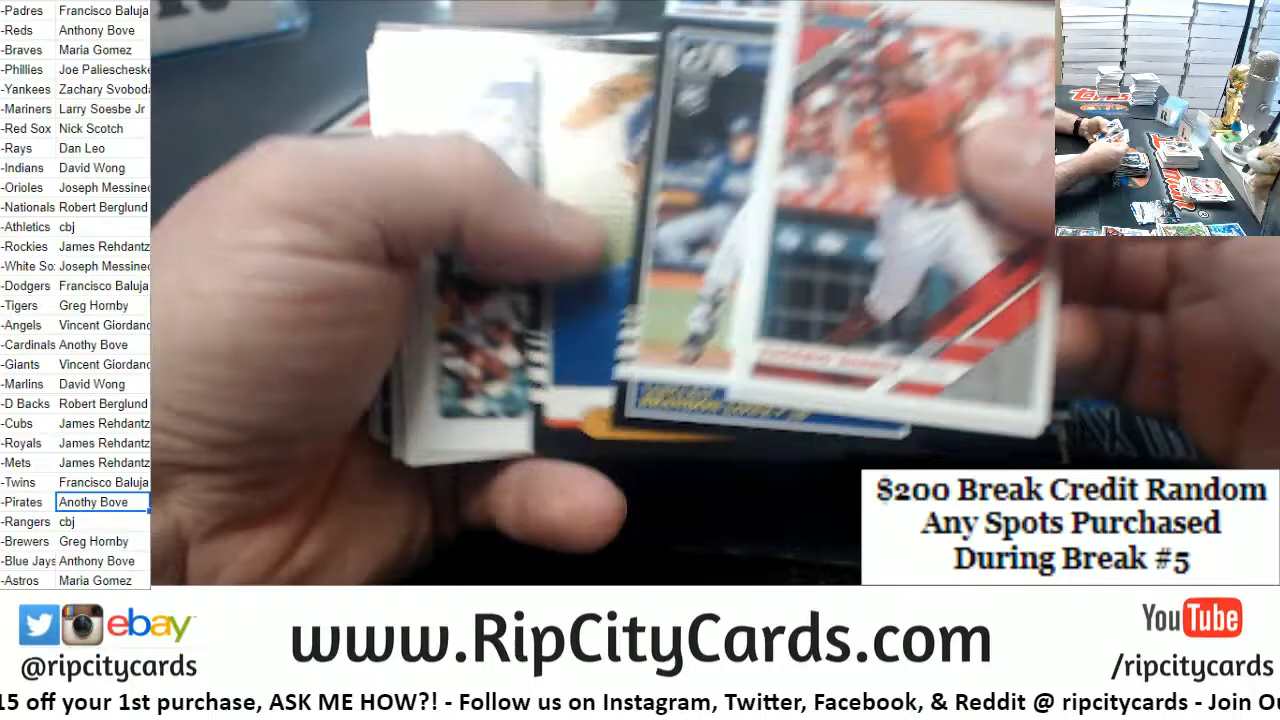 -Padres Francisco Baluja
-Reds Anthony Bove
-Braves Maria Gomez
-Phillies Joe Paliescheske
-Yankees Zachary Svoboda
-Mariners Larry Soesbe Jr
-Red Sox Nick Scotch
-Rays Dan Leo
-Indians David Wong
-Orioles Joseph Messineo
-Nationals Robert Berglund
-Athletics cbj
-Rockies James Rehdantz
-White So Joseph Messineo
-Dodgers Francisco Baluja
-Tigers Greg Hornby
-Angels Vincent Giordano
-Cardinals Anothy Bove
-Giants Vincent Giordano
-Marlins David Wong
-D Backs Robert Berglund
-Cubs James Rehdantz
-Royals James Rehdantz
-Mets James Rehdantz
-Twins Francisco Baluja
-Pirates Anothy Bove
-Rangers cbj
-Brewers Greg Hornby
-Blue Jays Anthony Bove
-Astros Maria Gomez
Topps
$200 Break Credit Random
Any Spots Purchased
During Break #5
ebay
@ripcitycards
www.RipCityCards.com
YouTube
/ripcitycards
15 off your 1st purchase, ASK ME HOW?! - Follow us on Instagram, Twitter, Facebook, & Reddit @ ripcitycards - Join Ou